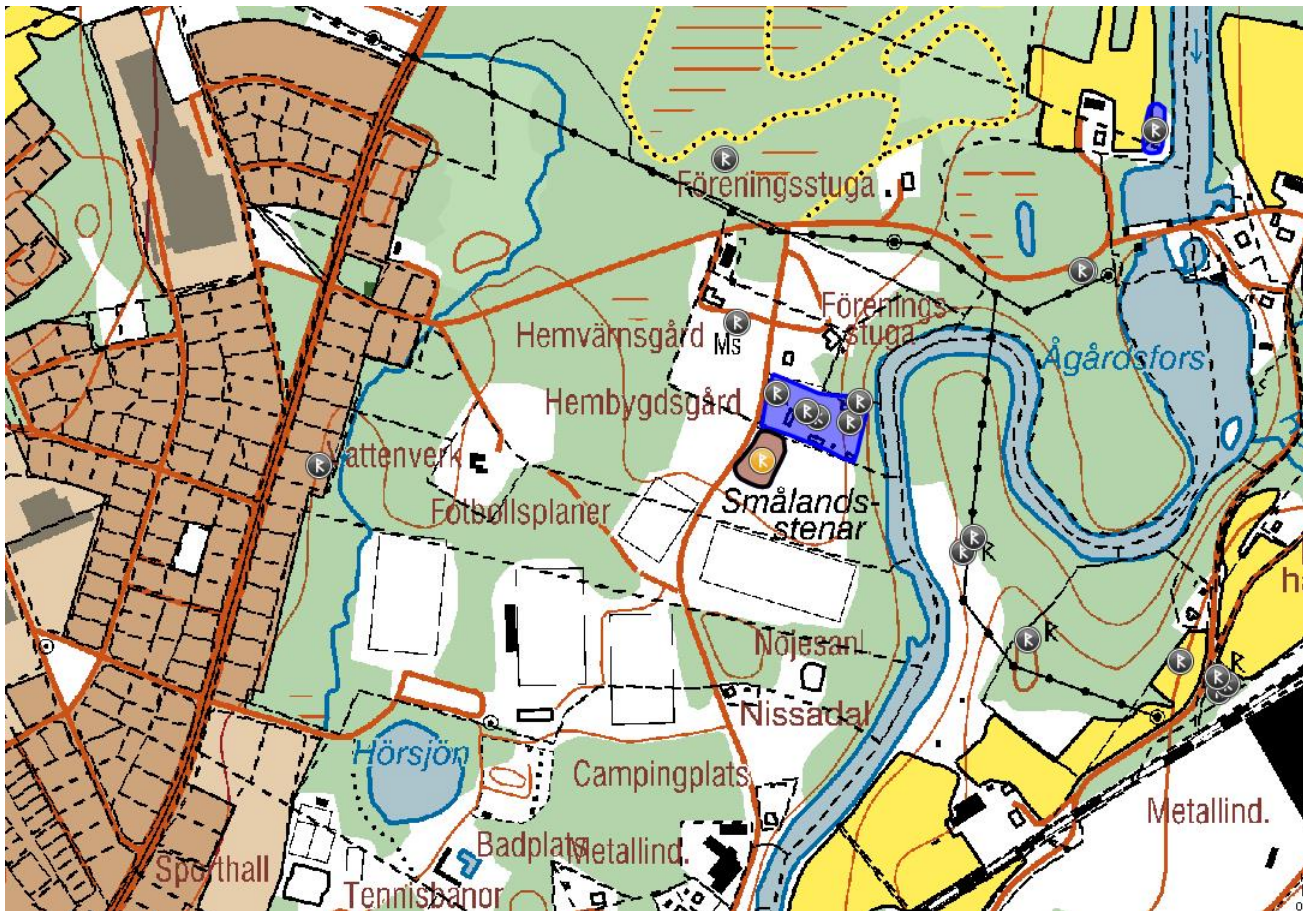 Föreningsstuga
Förenings-
stuga
Hemvärnsgård
Ms
Ågårdsfors
Hembygdsgård
Vattenverk
Fotbollsplaner
Smålands-
stenar
Nöjesanl
Nissadal
Hörsjön
Campingplats
Metallind.
Badplats
Metallind.
Sporthall
Tennisbanor